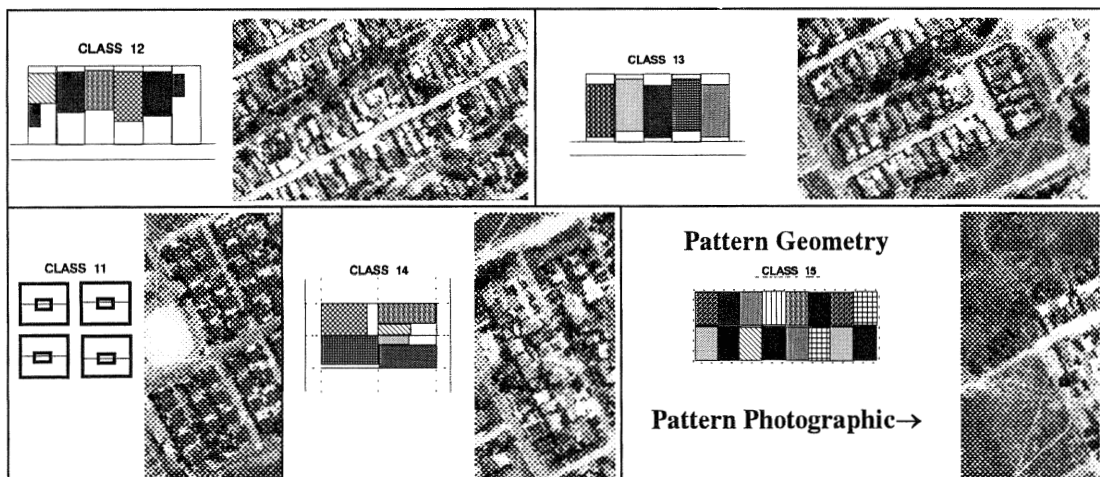 CLASS 12
CLASS 13
CLASS 11
CLASS 14
Pattern Geometry
CLASS 15
Pattern Photographic→